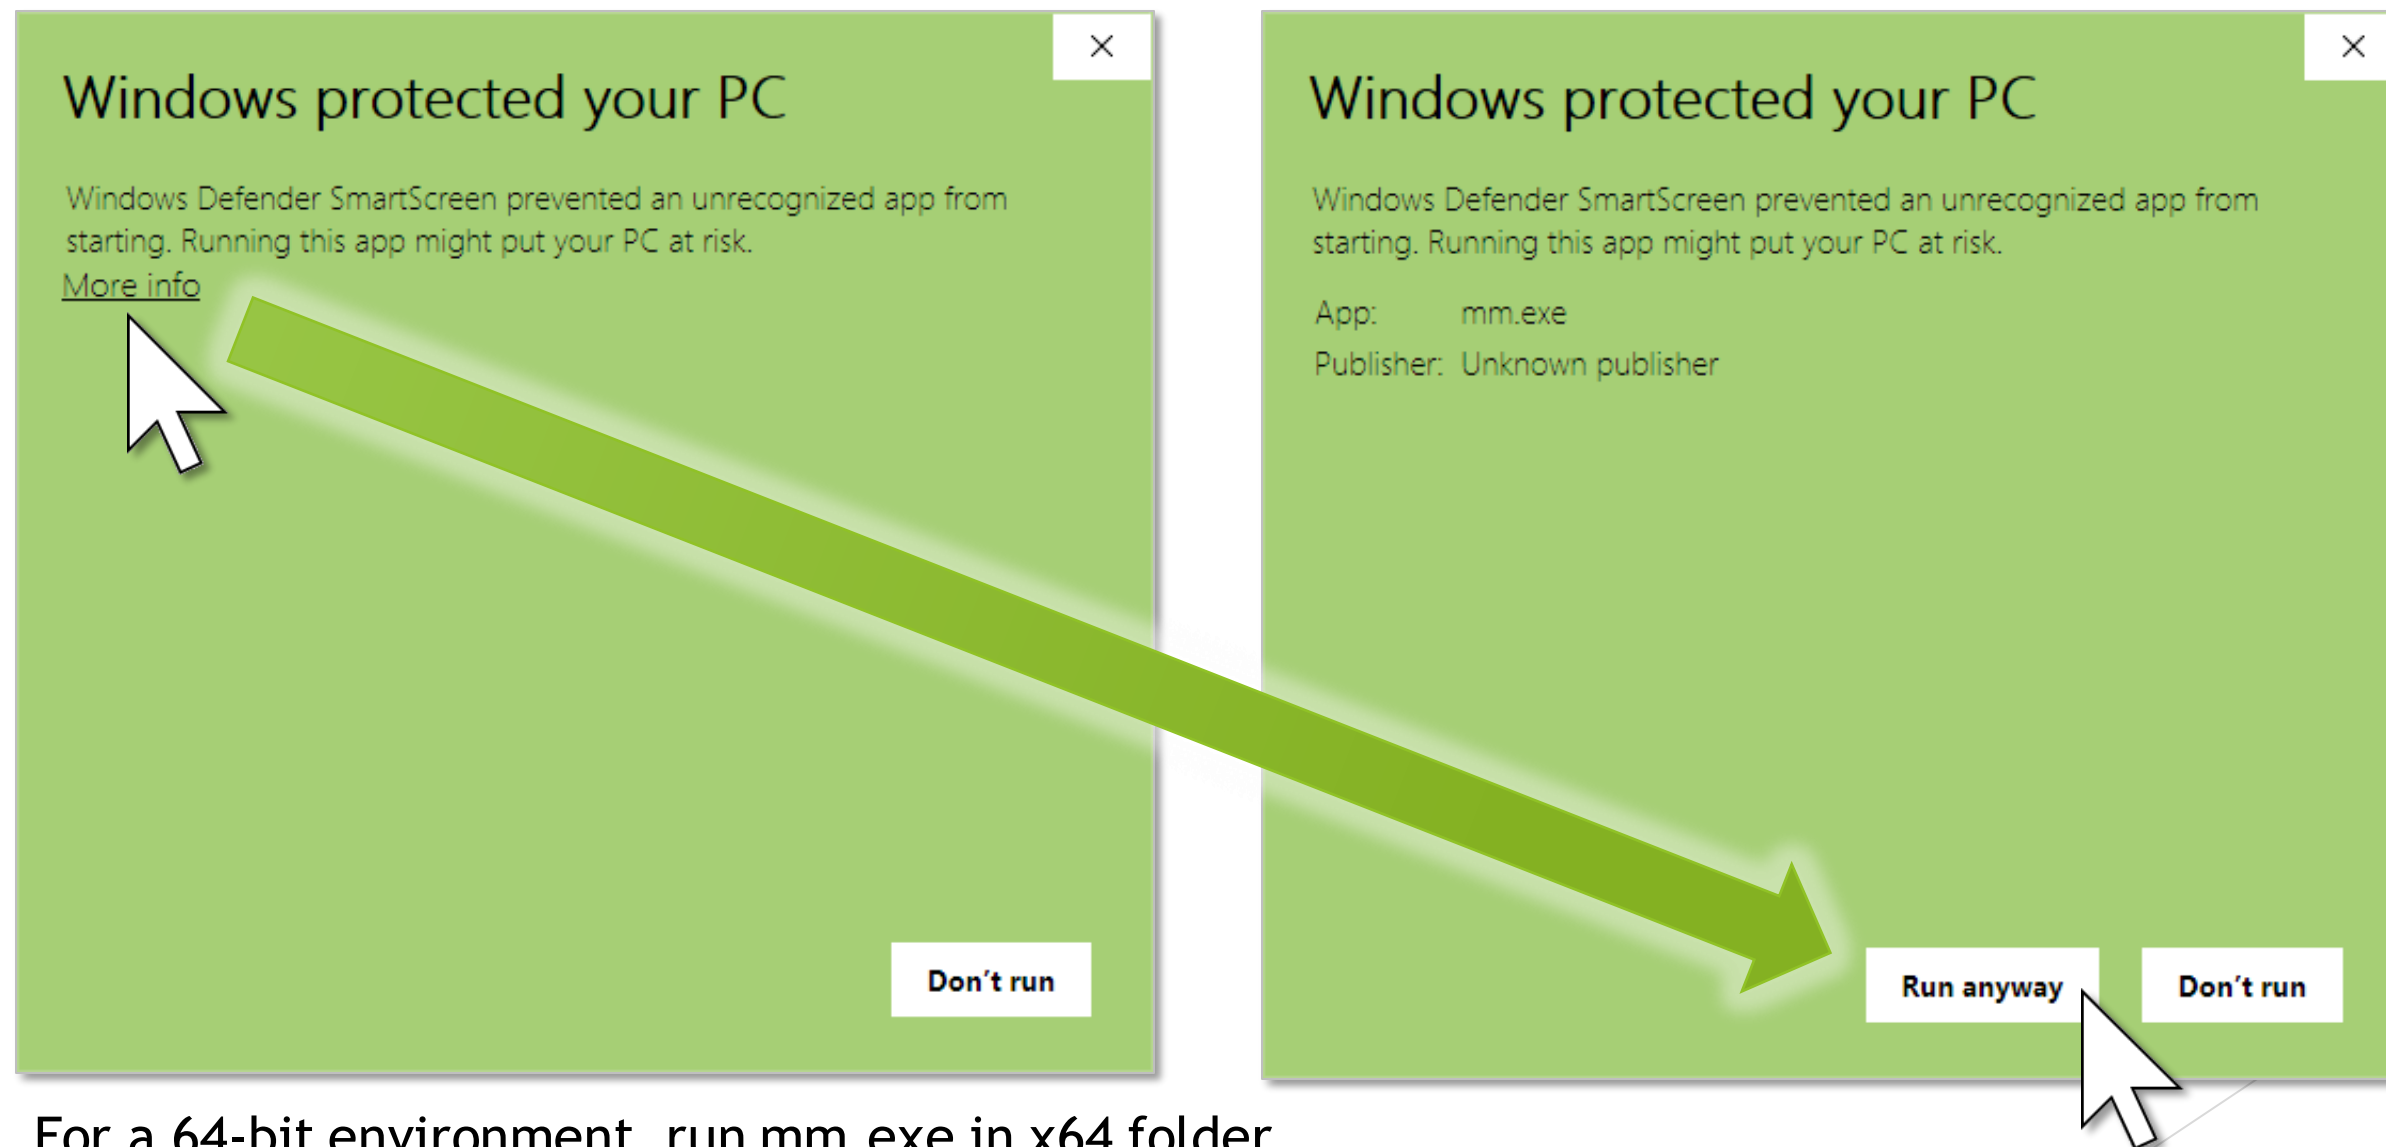 Windows protected your PC
Windows Defender SmartScreen prevented an unrecognized app from
starting. Running this app might put your PC at risk.
More info
Don't run
Windows protected your PC
Windows Defender SmartScreen prevented an unrecognized app from
starting. Running this app might put your PC at risk.
App: mm.exe
Publisher: Unknown publisher
Run anyway Don't run
For a 64-bit environment, run mm.exe in x64 folder